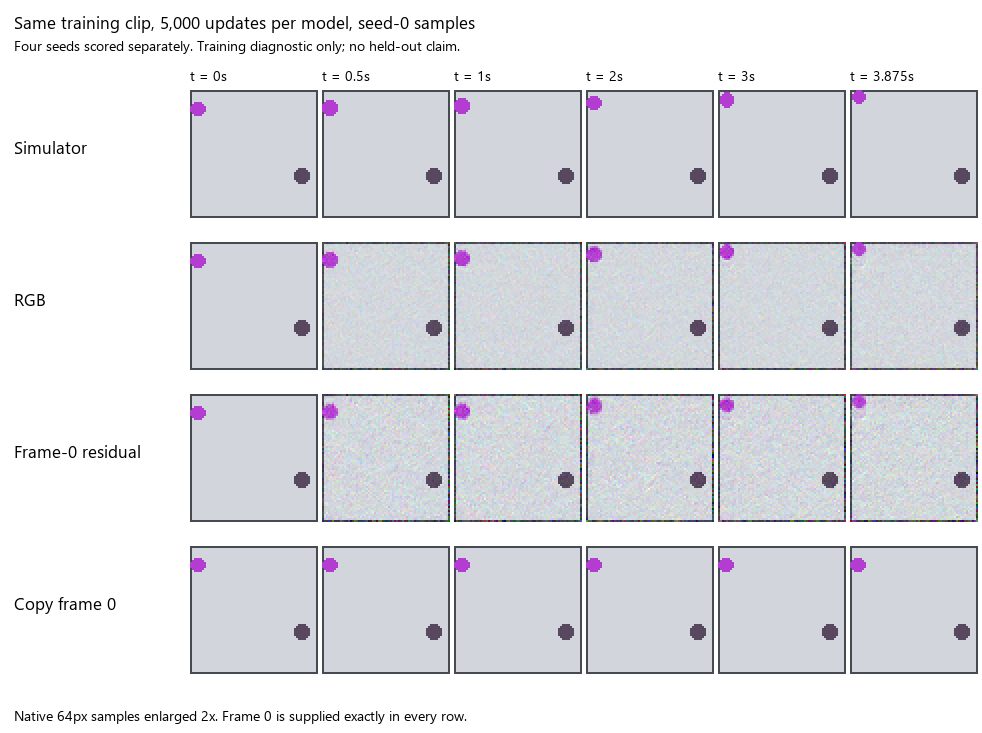 Same training clip, 5,000 updates per model, seed-0 samples
Four seeds scored separately. Training diagnostic only; no held-out claim.
t = 0s t = 0.5s t = 1s t = 2s t = 3s t = 3.875s
Simulator
RGB
Frame-0 residual
Copy frame 0
Native 64px samples enlarged 2x. Frame 0 is supplied exactly in every row.